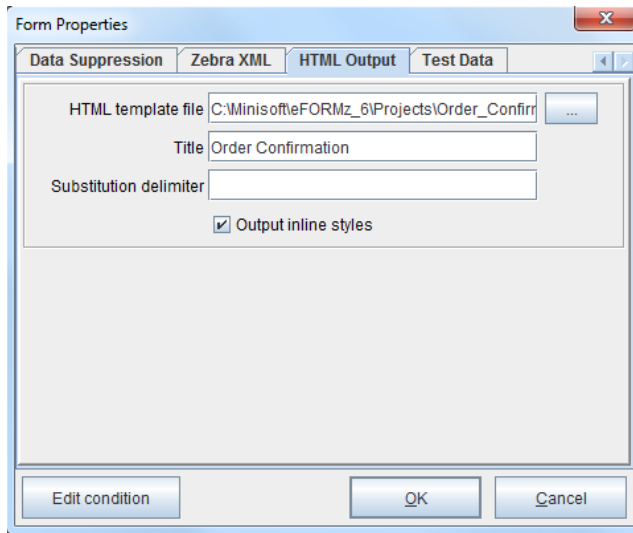 Form Properties
Data Suppression Zebra XML HTML Output Test Data
HTML template file C:\Minisoft\eFORMz_6\Projects\Order_Confirr ...
Title Order Confirmation
Substitution delimiter
Output inline styles
Edit condition OK Cancel